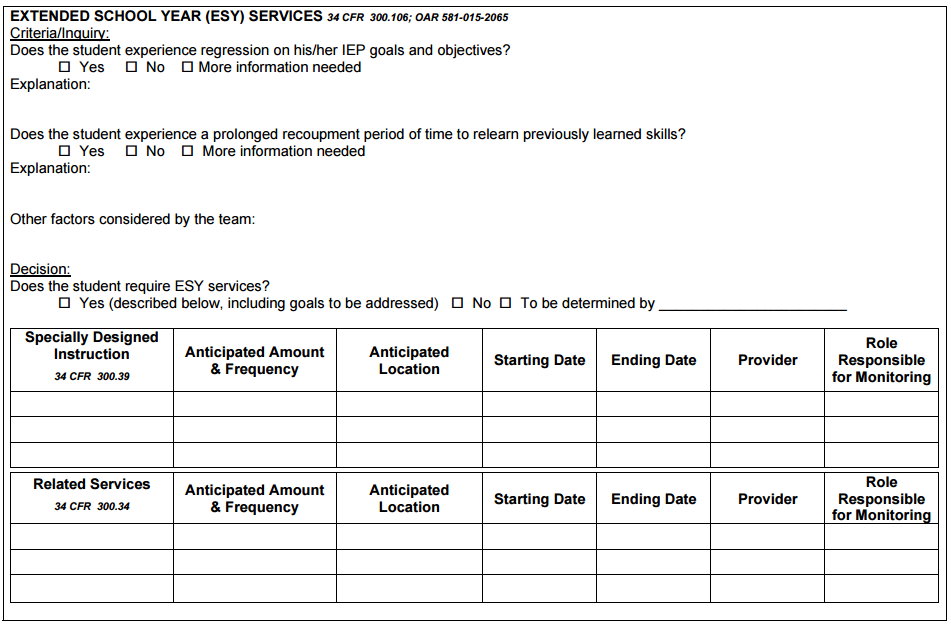 EXTENDED SCHOOL YEAR (ESY) SERVICES 34 CFR 300.106; OAR 581-015-2065
Criteria/Inquiry:
Does the student experience regression on his/her IEP goals and objectives?
☐ Yes ☐ No ☐ More information needed
Explanation:
Does the student experience a prolonged recoupment period of time to relearn previously learned skills?
☐ Yes ☐ No ☐ More information needed
Explanation:
Other factors considered by the team:
Decision:
Does the student require ESY services?
☐ Yes (described below, including goals to be addressed) ☐ No ☐ To be determined by _______________________
Specially Designed
Instruction
34 CFR 300.39
Anticipated Amount
& Frequency
Anticipated
Location
Starting Date
Ending Date
Provider
Role
Responsible
for Monitoring
Related Services
34 CFR 300.34
Anticipated Amount
& Frequency
Anticipated
Location
Starting Date
Ending Date
Provider
Role
Responsible
for Monitoring